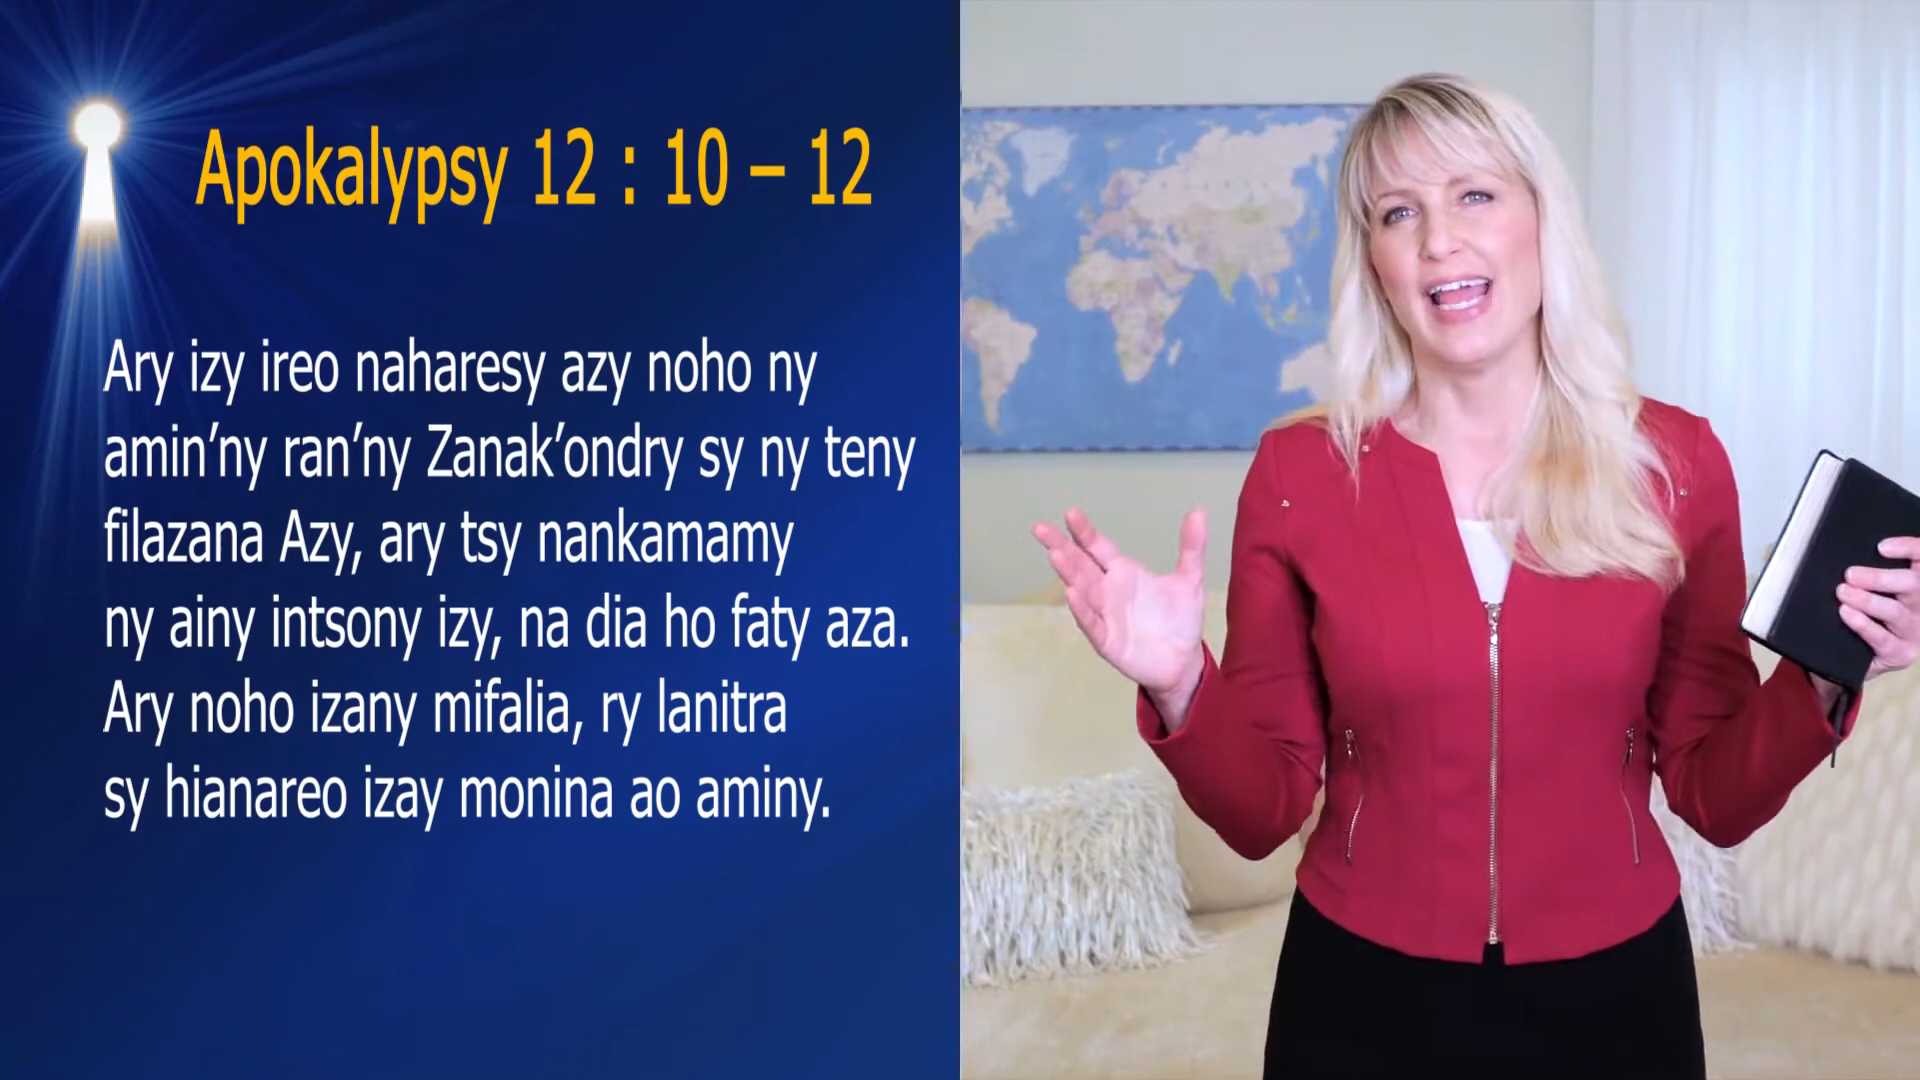 Apokalypsy 12 : 10 – 12
Ary izy ireo naharesy azy noho ny
amin’ny ran’ny Zanak’ondry sy ny teny
filazana Azy, ary tsy nankamamy
ny ainy intsony izy, na dia ho faty aza.
Ary noho izany mifalia, ry lanitra
sy hianareo izay monina ao aminy.